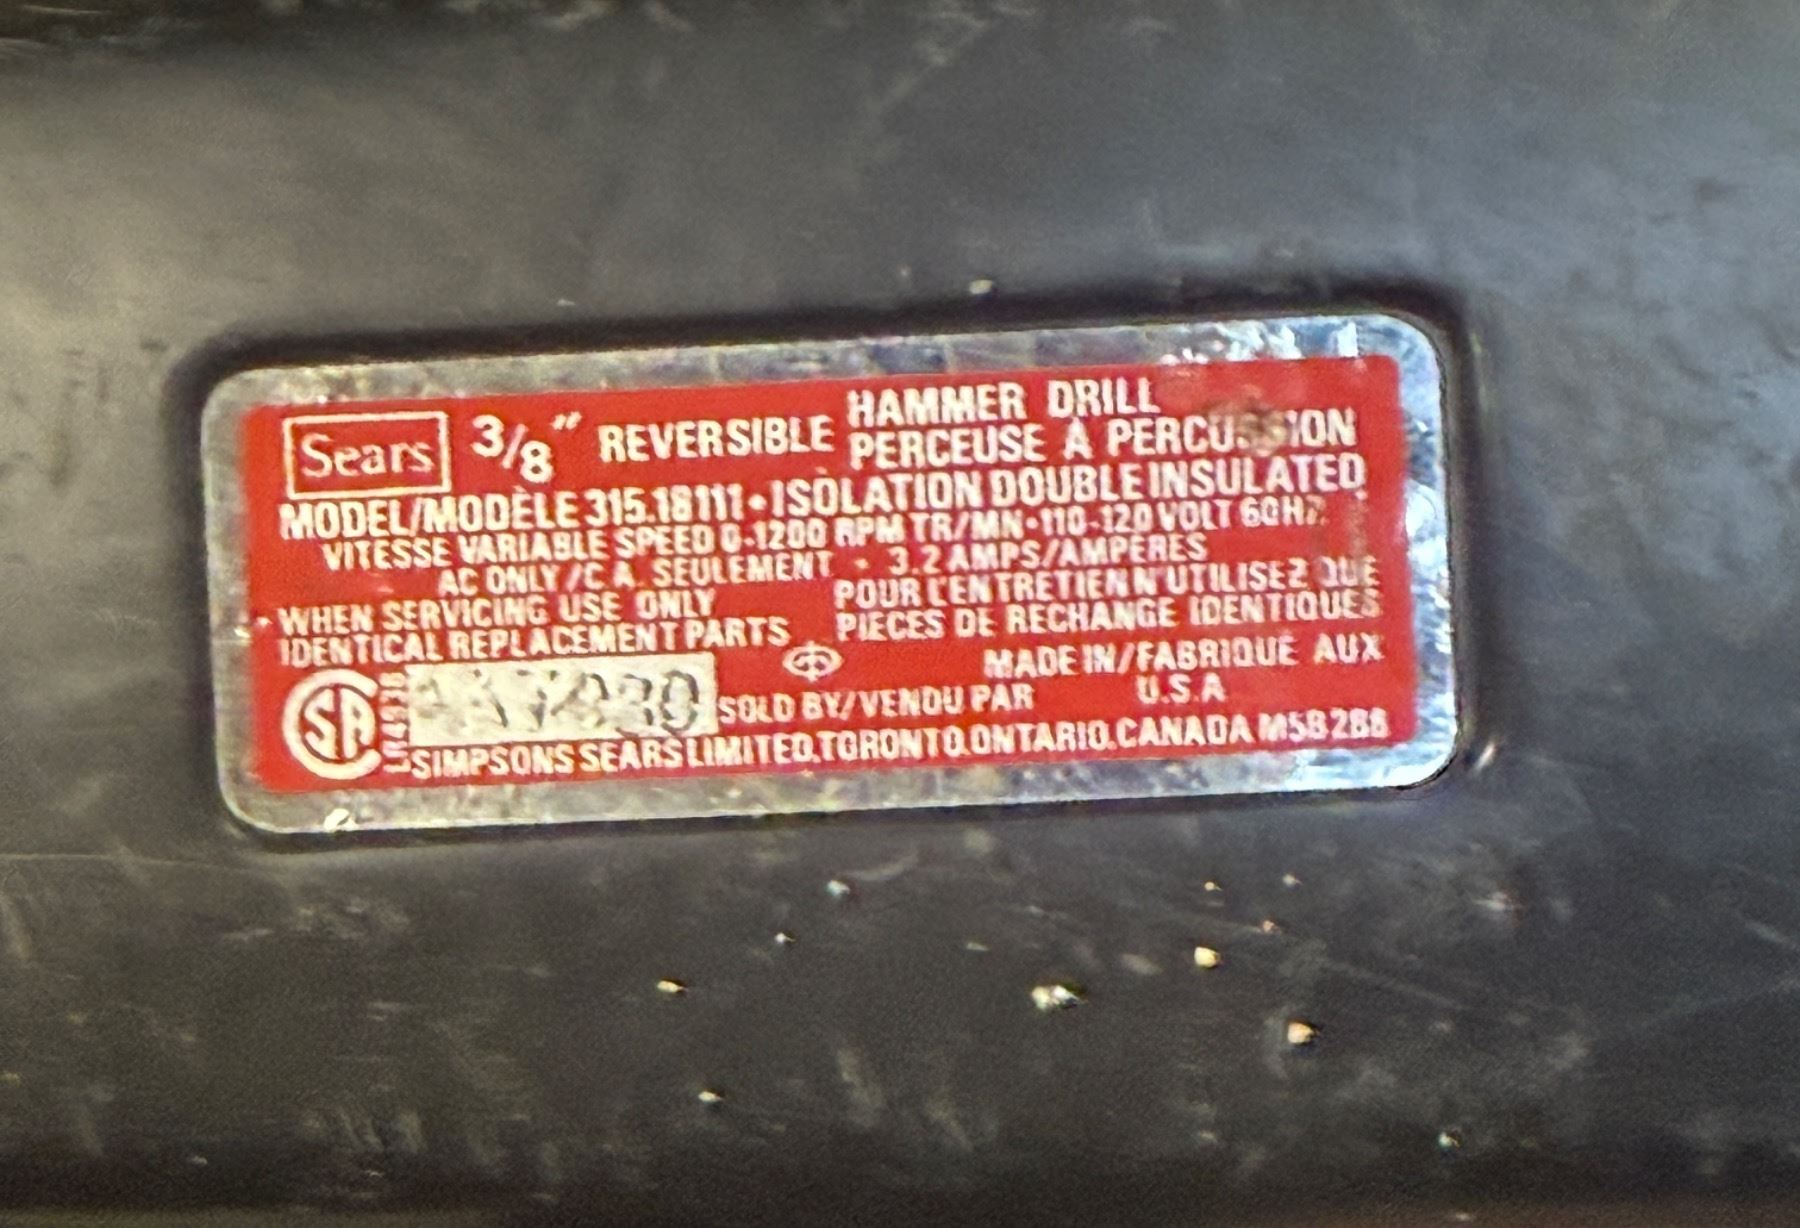 Sears 3/8" REVERSIBLE HAMMER DRILL
PERCEUSE À PERCUSSION
MODEL/MODÈLE 315.18111 • ISOLATION DOUBLE INSULATED
VITESSE VARIABLE SPEED 0-1200 RPM TR/MN • 110-120 VOLT 60HZ
AC ONLY/C.A. SEULEMENT • 3.2 AMPS/AMPERES
WHEN SERVICING USE ONLY
IDENTICAL REPLACEMENT PARTS
POUR L'ENTRETIEN N'UTILISEZ QUE
PIECES DE RECHANGE IDENTIQUES
MADE IN/FABRIQUÉ AUX
U.S.A
SA
SOLD BY/VENDU PAR
SIMPSONS SEARS LIMITED, TORONTO, ONTARIO, CANADA M5B 2B8